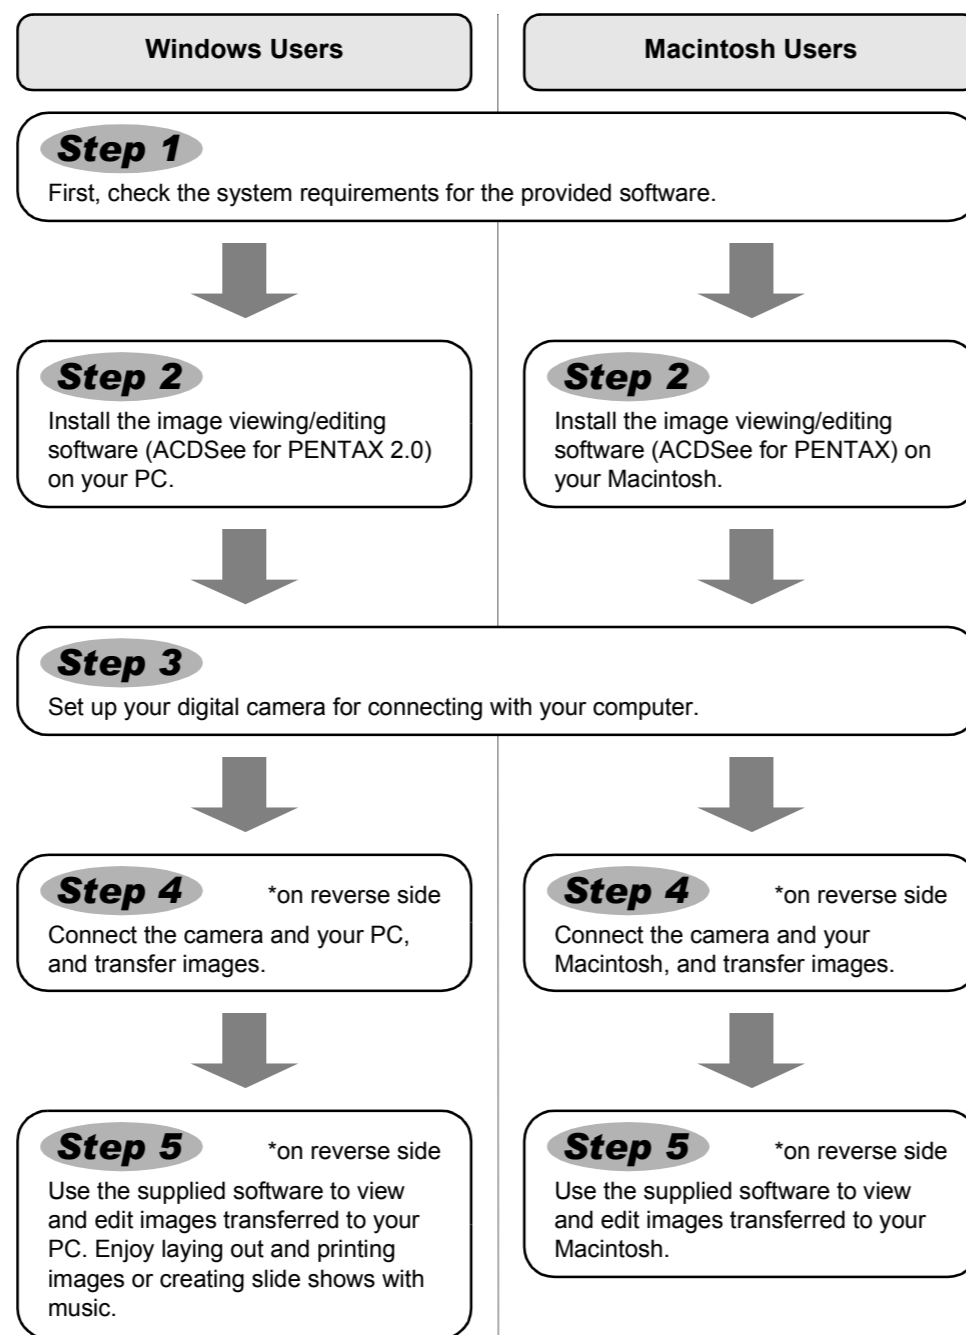 Windows Users
Macintosh Users
Step 1
First, check the system requirements for the provided software.
Step 2
Install the image viewing/editing
software (ACDSee for PENTAX 2.0)
on your PC.
Step 2
Install the image viewing/editing
software (ACDSee for PENTAX) on
your Macintosh.
Step 3
Set up your digital camera for connecting with your computer.
Step 4
*on reverse side
Connect the camera and your PC,
and transfer images.
Step 4
*on reverse side
Connect the camera and your
Macintosh, and transfer images.
Step 5
*on reverse side
Use the supplied software to view
and edit images transferred to your
PC. Enjoy laying out and printing
images or creating slide shows with
music.
Step 5
*on reverse side
Use the supplied software to view
and edit images transferred to your
Macintosh.